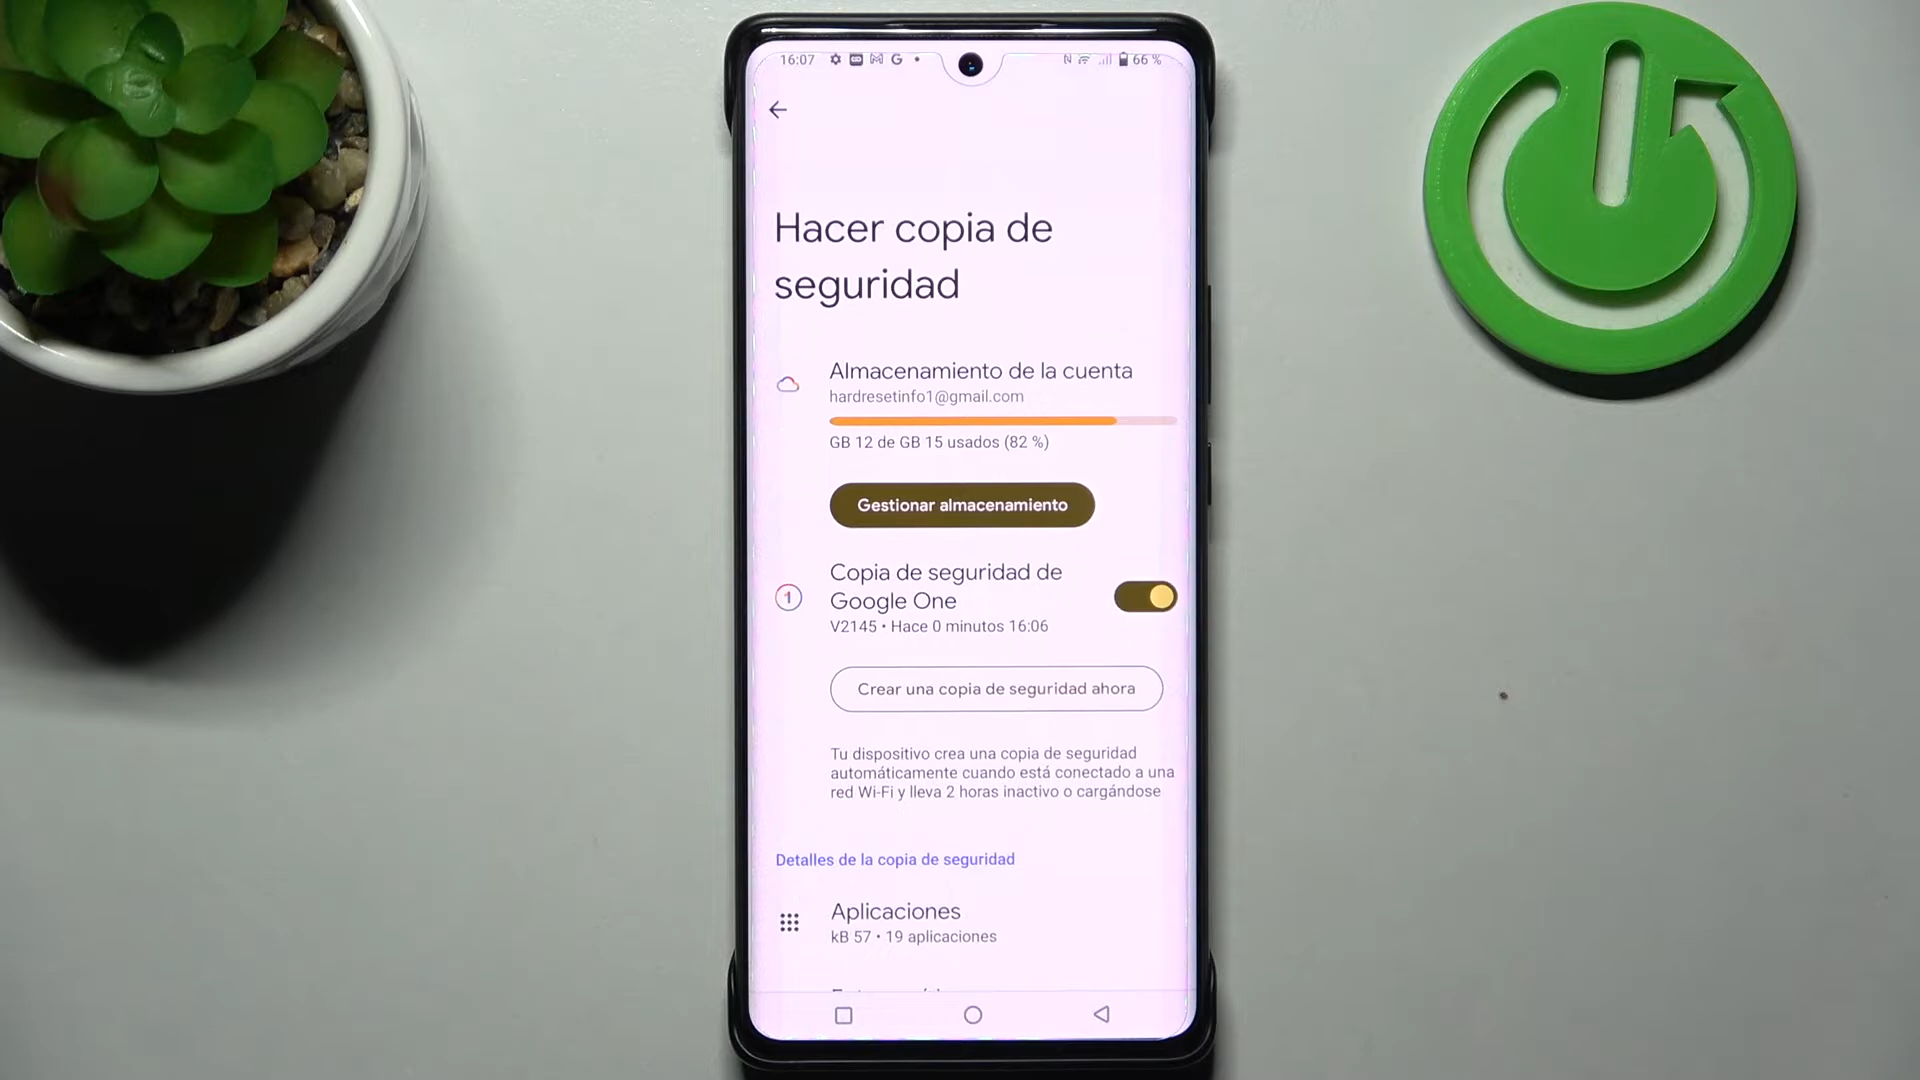 16:07
66 %
Hacer copia de
seguridad
Almacenamiento de la cuenta
hardresetinfo1@gmail.com
GB 12 de GB 15 usados (82 %)
Gestionar almacenamiento
Copia de seguridad de
Google One
V2145 • Hace 0 minutos 16:06
Crear una copia de seguridad ahora
Tu dispositivo crea una copia de seguridad
automáticamente cuando está conectado a una
red Wi-Fi y lleva 2 horas inactivo o cargándose
Detalles de la copia de seguridad
Aplicaciones
kB 57 • 19 aplicaciones